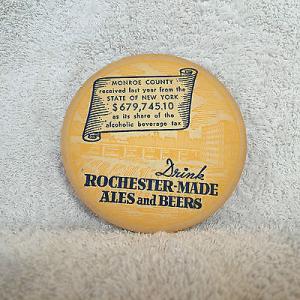 MONROE COUNTY
received last year from the
STATE OF NEW YORK
$679,745.10
as its share of the
alcoholic beverage tax
Drink
ROCHESTER-MADE
ALES and BEERS